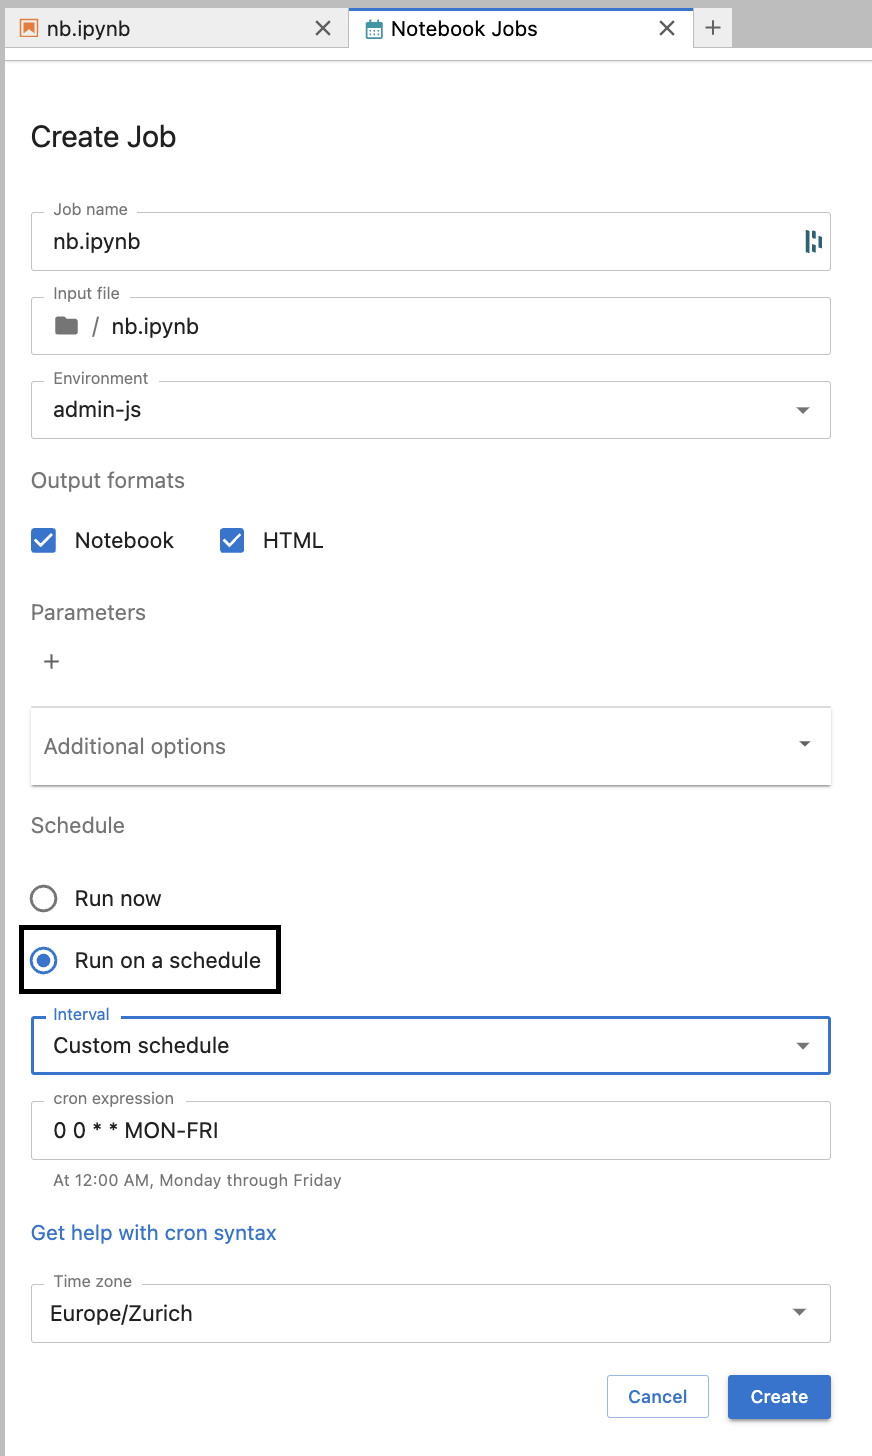 nb.ipynb
Notebook Jobs
Create Job
Job name
nb.ipynb
Input file
/ nb.ipynb
Environment
admin-js
Output formats
Notebook HTML
Parameters
+
Additional options
Schedule
Run now
Run on a schedule
Interval
Custom schedule
cron expression
0 0 * * MON-FRI
At 12:00 AM, Monday through Friday
Get help with cron syntax
Time zone
Europe/Zurich
Cancel Create